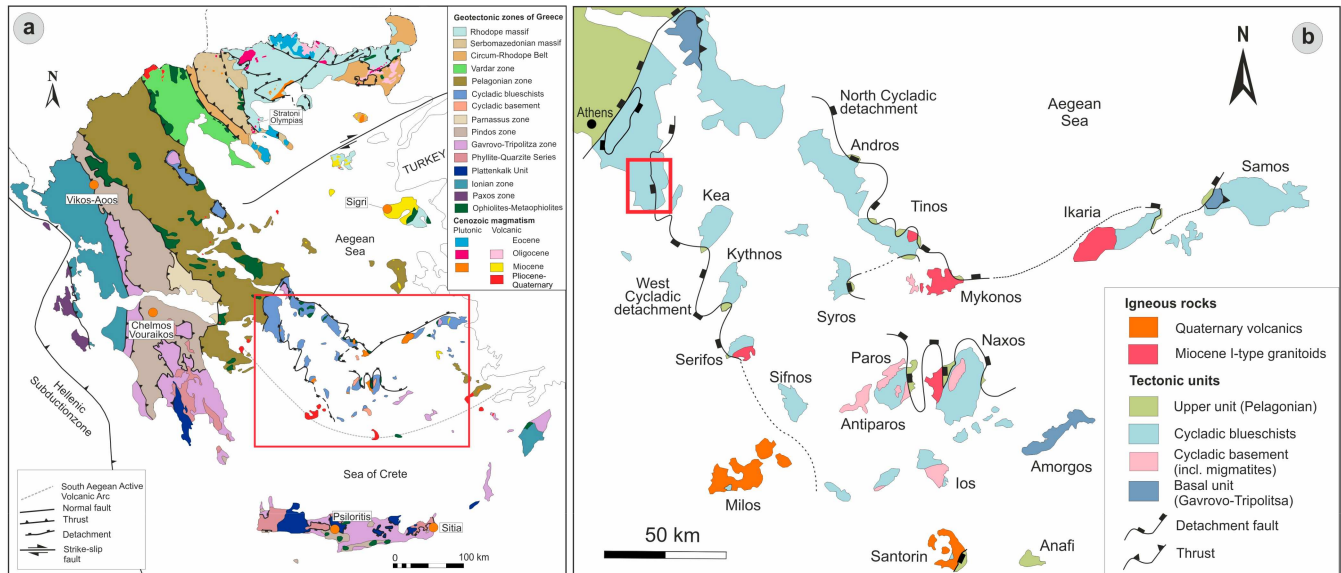 a
N
Geotectonic zones of Greece
Rhodope massif
Serbomazedonian massif
Circum-Rhodope Belt
Vardar zone
Pelagonian zone
Cycladic blueschists
Cycladic basement
Parnassus zone
Pindos zone
Gavrovo-Tripolitza zone
Phyllite-Quarzite Series
Plattenkalk Unit
Ionian zone
Paxos zone
Ophiolites-Metaophiolites
Cenozoic magmatism
Plutonic Volcanic
Eocene
Oligocene
Miocene
Pliocene-
Quaternary
Stratoni
Olympias
TURKEY
Vikos-Aoos
Sigri
Aegean
Sea
Chelmos
Vouraikos
Hellenic
Subductionzone
Sea of Crete
Psiloritis
Sitia
0 100 km
South Aegean Active
Volcanic Arc
Normal fault
Thrust
Detachment
Strike-slip
fault
b
N
Athens
North Cycladic
detachment
Aegean
Sea
Andros
Samos
Kea
Tinos
Ikaria
Kythnos
West
Cycladic
detachment
Syros
Mykonos
Serifos
Paros
Naxos
Sifnos
Antiparos
Amorgos
Milos
Ios
50 km
Santorin
Anafi
Igneous rocks
Quaternary volcanics
Miocene I-type granitoids
Tectonic units
Upper unit (Pelagonian)
Cycladic blueschists
Cycladic basement
(incl. migmatites)
Basal unit
(Gavrovo-Tripolitsa)
Detachment fault
Thrust